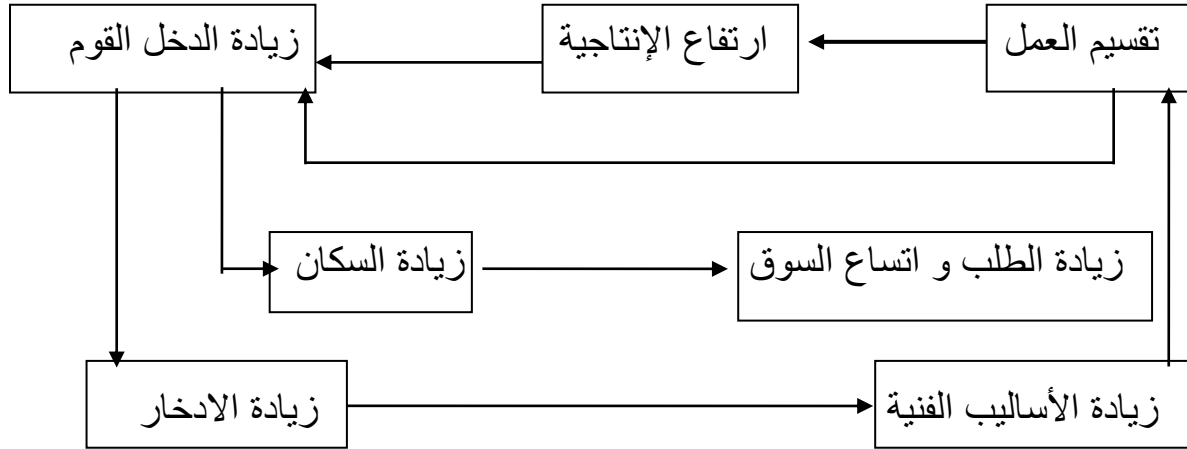 تقسيم العمل
ارتفاع الإنتاجية
زيادة الدخل القوم
زيادة السكان
زيادة الطلب و اتساع السوق
زيادة الادخار
زيادة الأساليب الفنية